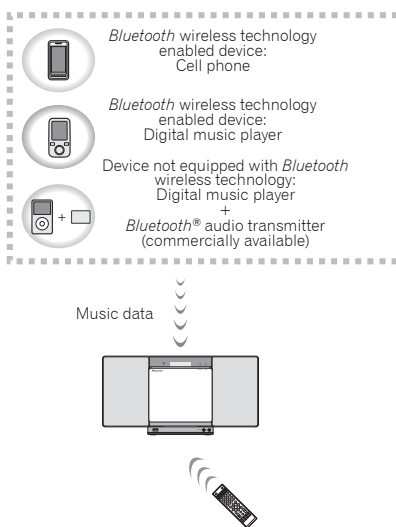 Bluetooth wireless technology
enabled device:
Cell phone
Bluetooth wireless technology
enabled device:
Digital music player
Device not equipped with Bluetooth
wireless technology:
Digital music player
+
Bluetooth® audio transmitter
(commercially available)
+
Music data